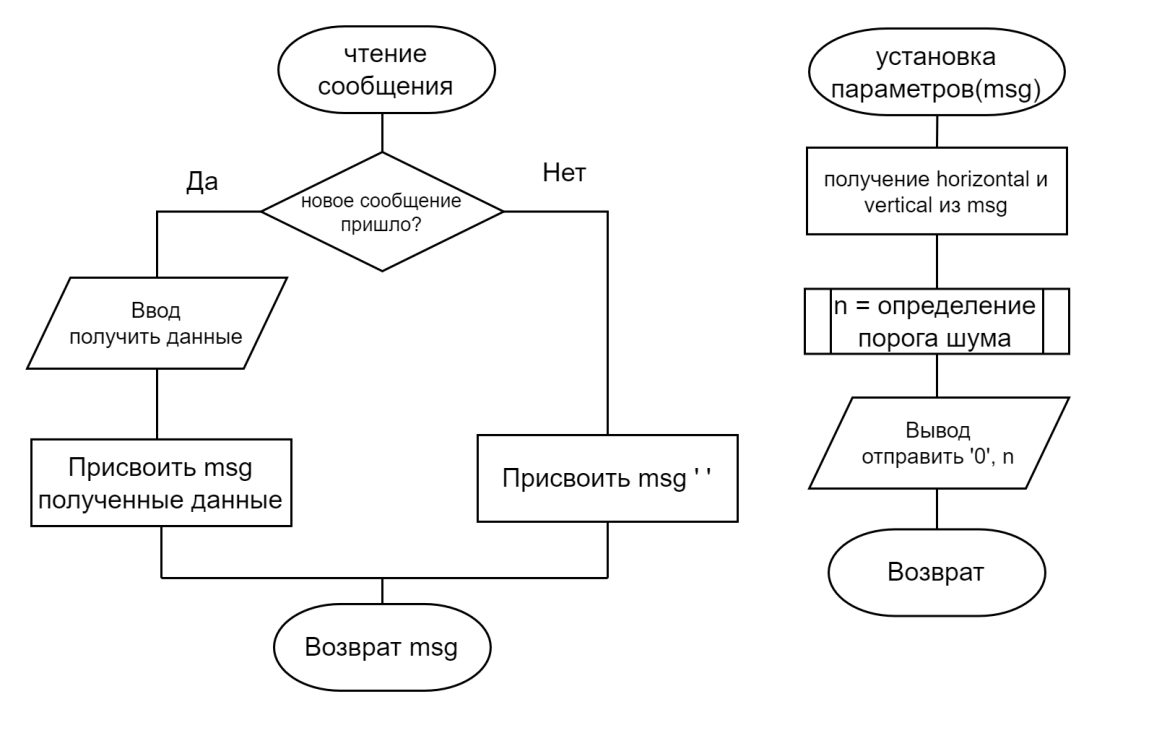 чтение
сообщения
Да
Нет
новое сообщение
пришло?
Ввод
получить данные
Присвоить msg
полученные данные
Присвоить msg ' '
Возврат msg
установка
параметров(msg)
получение horizontal и
vertical из msg
n = определение
порога шума
Вывод
отправить '0', n
Возврат